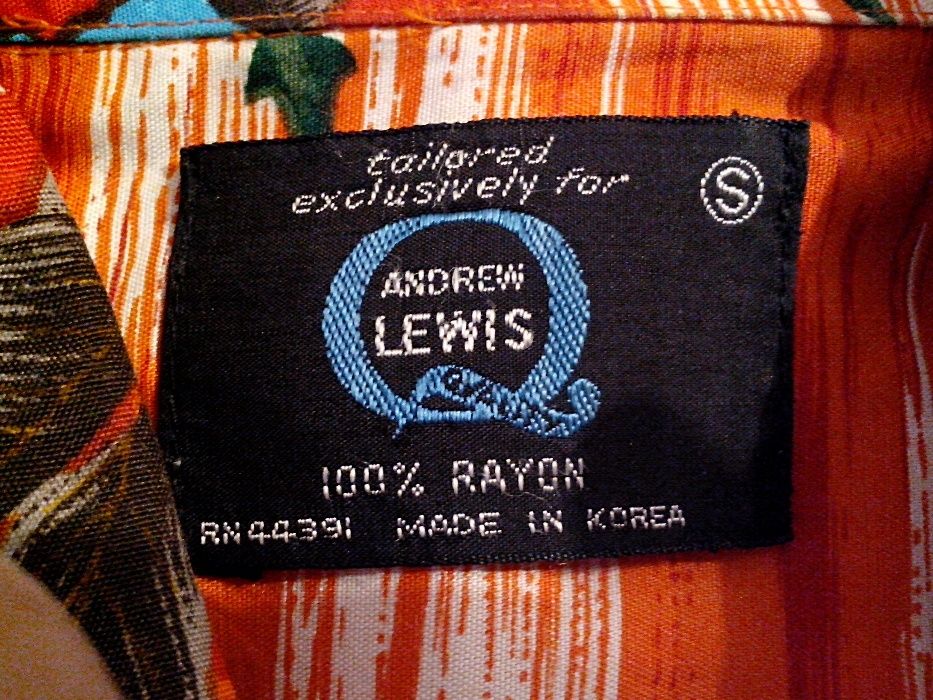 tailored
exclusively for
S
Q
ANDREW
LEWIS
100% RAYON
RN44391 MADE IN KOREA